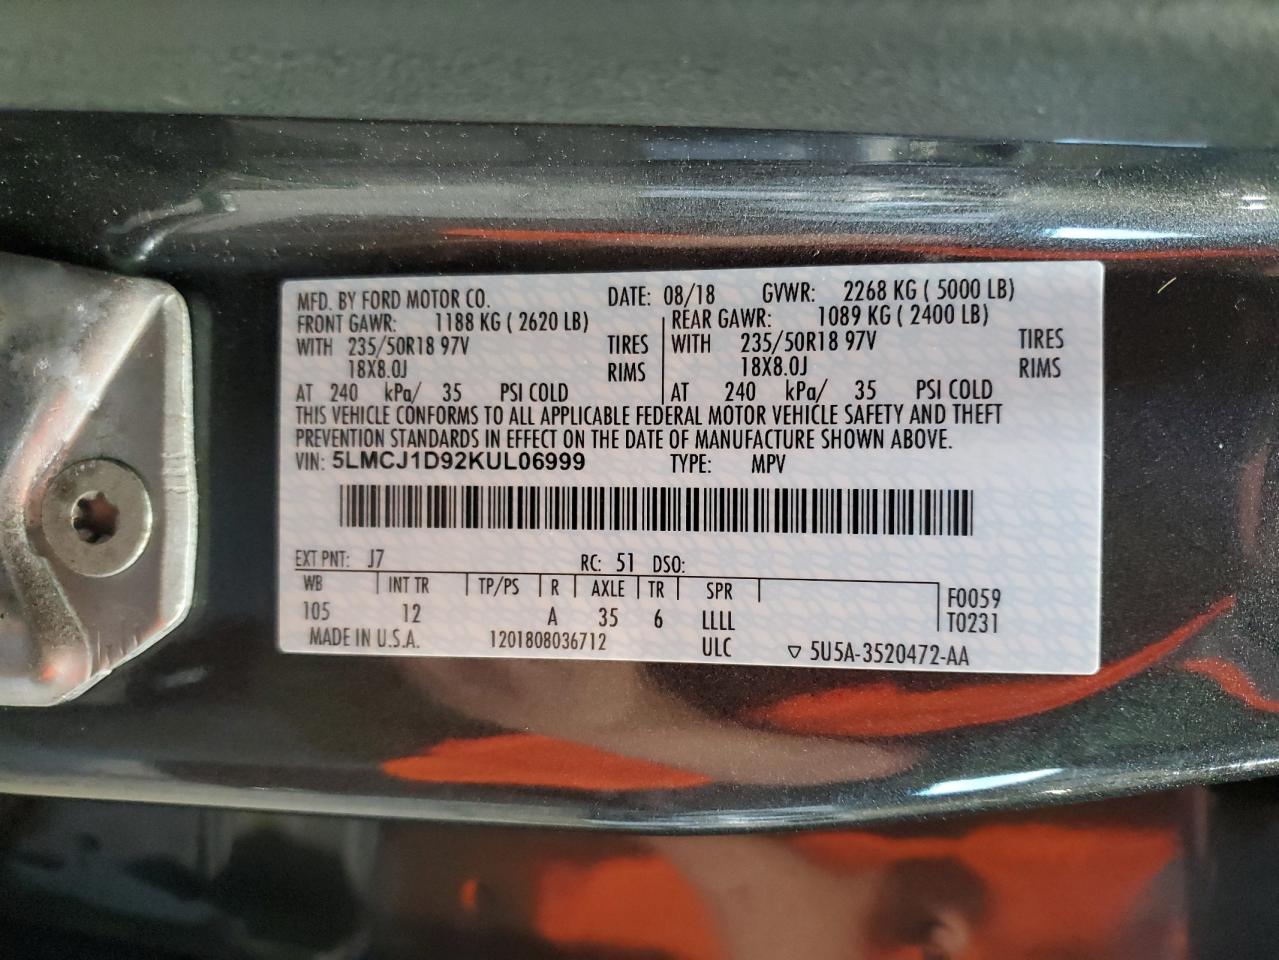 MFD. BY FORD MOTOR CO. DATE: 08/18 GVWR: 2268 KG ( 5000 LB)
FRONT GAWR: 1188 KG ( 2620 LB) REAR GAWR: 1089 KG ( 2400 LB)
WITH 235/50R18 97V TIRES WITH 235/50R18 97V TIRES
18X8.0J RIMS 18X8.0J RIMS
AT 240 kPa/ 35 PSI COLD AT 240 kPa/ 35 PSI COLD
THIS VEHICLE CONFORMS TO ALL APPLICABLE FEDERAL MOTOR VEHICLE SAFETY AND THEFT
PREVENTION STANDARDS IN EFFECT ON THE DATE OF MANUFACTURE SHOWN ABOVE.
VIN: 5LMCJ1D92KUL06999 TYPE: MPV
EXT PNT: J7 RC: 51 DSO:
WB INT TR TP/PS R AXLE TR SPR F0059
105 12 A 35 6 LLLL T0231
MADE IN U.S.A. 1201808036712 ULC ▽ 5U5A-3520472-AA